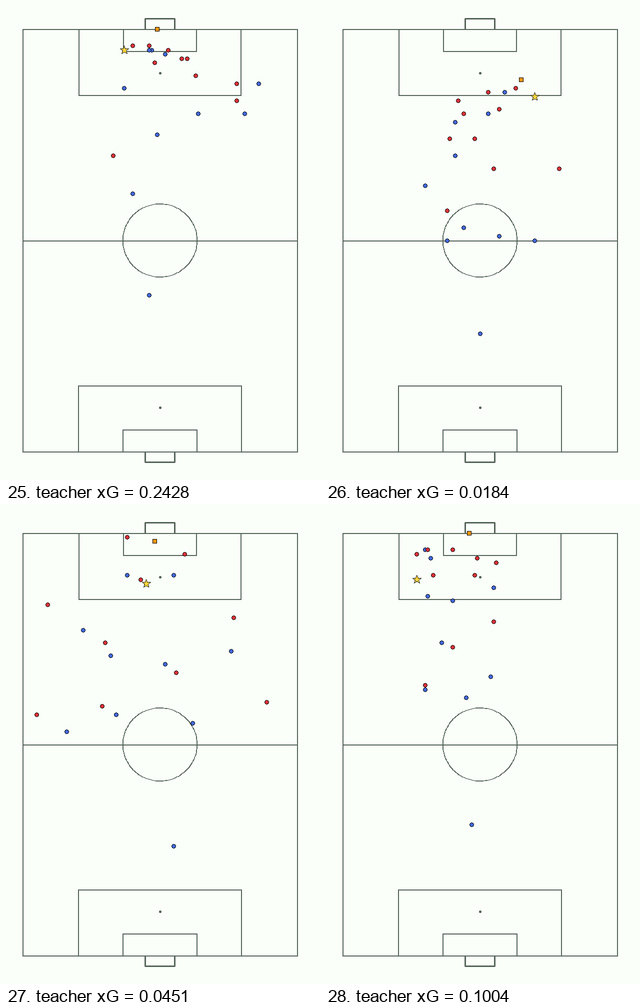 25. teacher xG = 0.2428
26. teacher xG = 0.0184
27. teacher xG = 0.0451
28. teacher xG = 0.1004